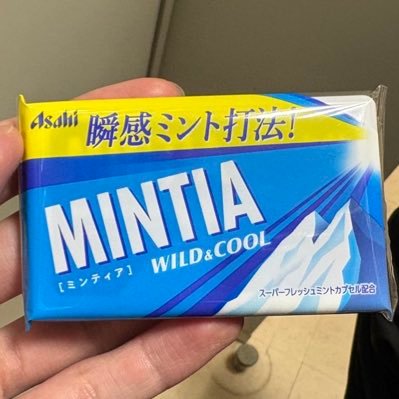 Asahi
瞬感ミント打法!
MINTIA
[ミンティア]
WILD&COOL
スーパーフレッシュミントカプセル配合